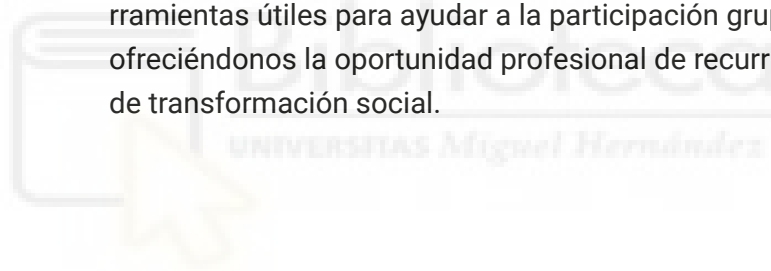 rramientas útiles para ayudar a la participación gru
ofreciéndonos la oportunidad profesional de recurr
de transformación social.
Biblioteca
UNIVERSITAS Miguel Hernández